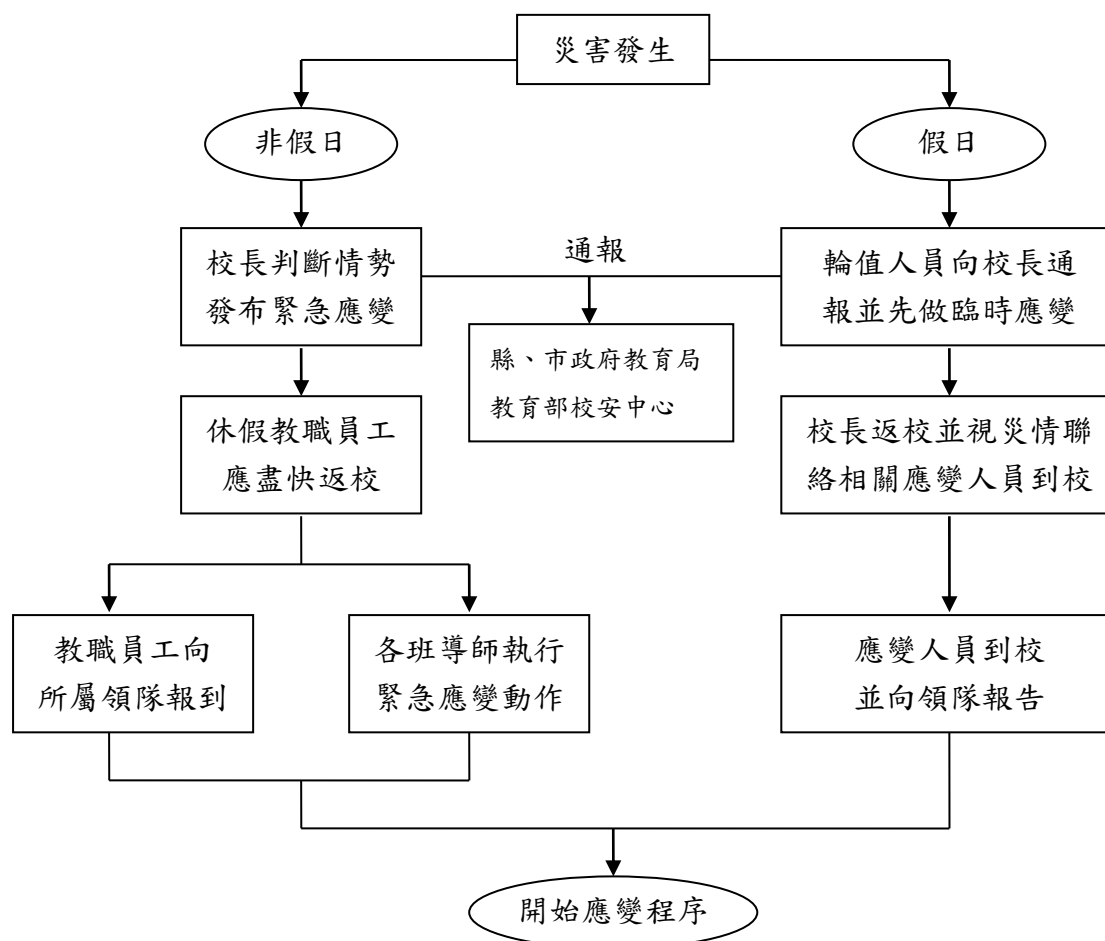 災害發生
非假日
假日
校長判斷情勢
發布緊急應變
通報
輪值人員向校長通
報並先做臨時應變
縣、市政府教育局
教育部校安中心
休假教職員工
應盡快返校
校長返校並視災情聯
絡相關應變人員到校
教職員工向
所屬領隊報到
各班導師執行
緊急應變動作
應變人員到校
並向領隊報告
開始應變程序